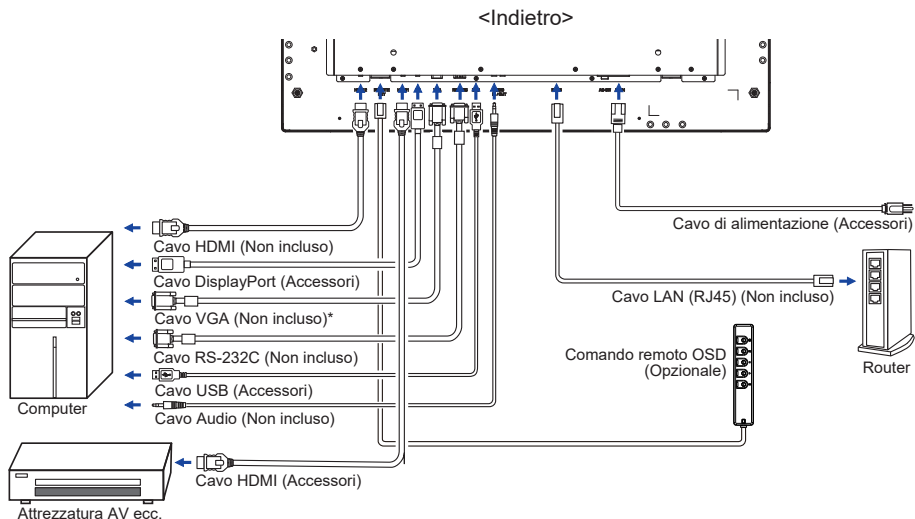 <Indietro>
Cavo di alimentazione (Accessori)
Cavo HDMI (Non incluso)
Cavo DisplayPort (Accessori)
Cavo LAN (RJ45) (Non incluso)
Cavo VGA (Non incluso)*
Cavo RS-232C (Non incluso)
Comando remoto OSD
(Opzionale)
Router
Cavo USB (Accessori)
Computer
Cavo Audio (Non incluso)
Cavo HDMI (Accessori)
Attrezzatura AV ecc.